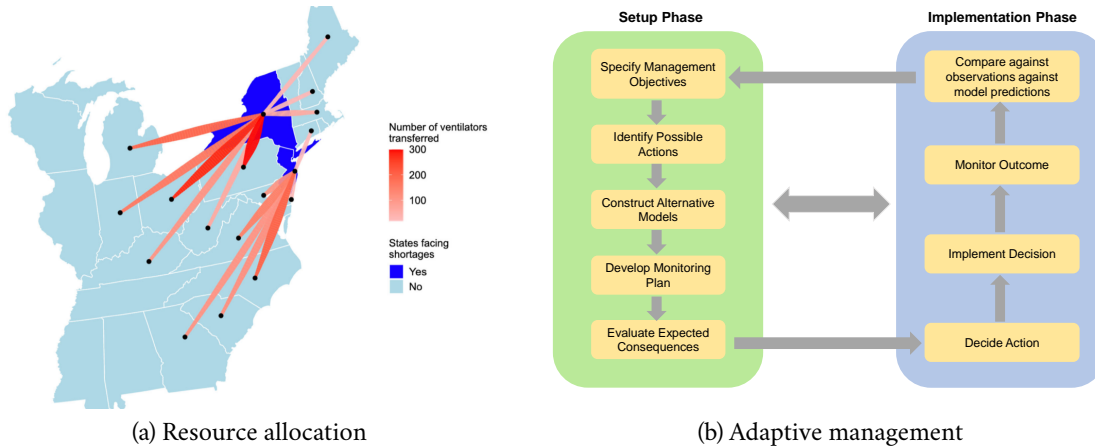 Number of ventilators
transferred
300
200
100
States facing
shortages
Yes
No
(a) Resource allocation
Setup Phase
Specify Management
Objectives
Identify Possible
Actions
Construct Alternative
Models
Develop Monitoring
Plan
Evaluate Expected
Consequences
Implementation Phase
Compare against
observations against
model predictions
Monitor Outcome
Implement Decision
Decide Action
(b) Adaptive management